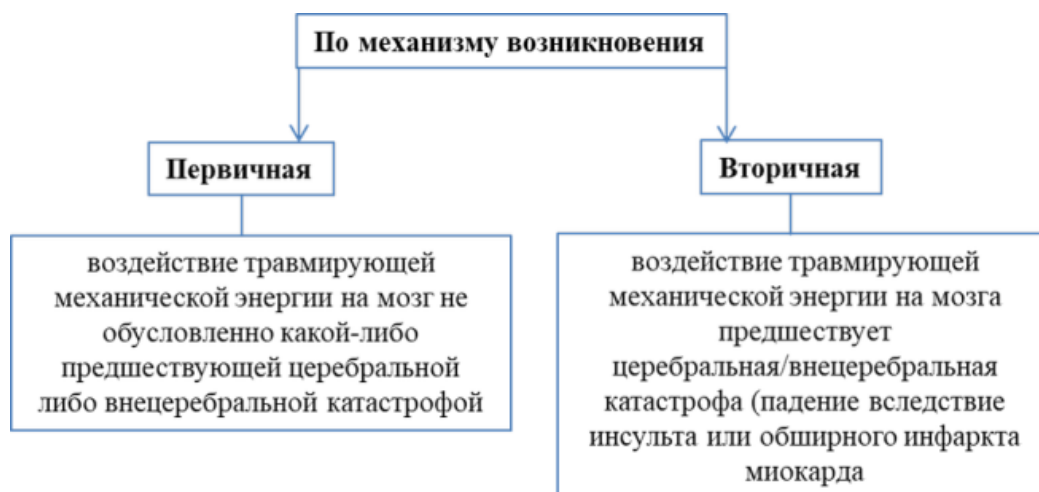 По механизму возникновения
Первичная
Вторичная
воздействие травмирующей
механической энергии на мозг не
обусловленно какой-либо
предшествующей церебральной
либо внецеребральной катастрофой
воздействие травмирующей
механической энергии на мозга
предшествует
церебральная/внецеребральная
катастрофа (падение вследствие
инсульта или обширного инфаркта
миокарда